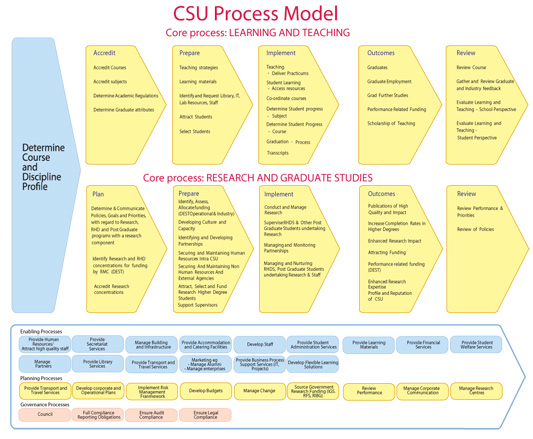 CSU Process Model
Core process: LEARNING AND TEACHING
Determine
Course
and
Discipline
Profile
Accredit
Accredit Courses
Accredit subjects
Determine Academic Regulations
Determine Graduate attributes
Prepare
Teaching strategies
Learning materials
Identify and Request Library, IT,
Lab Resources, Staff
Attract Students
Select Students
Implement
Teaching
- Deliver Practicums
Student Learning
- Access resources
Co-ordinate courses
Determine Student progress
- Subject
Determine Student Progress
- Course
Graduation - Process
Transcripts
Outcomes
Graduates
Graduate Employment
Grad Further Studies
Performance-Related Funding
Scholarship of Teaching
Review
Review Course
Gather and Review Graduate
and Industry feedback
Evaluate Learning and
Teaching - School Perspective
Evaluate Learning and
Teaching -
Student Perspective
Core process: RESEARCH AND GRADUATE STUDIES
Plan
Determine & Communicate
Policies, Goals and Priorities,
with regard to Research,
RHD and Post Graduate
programs with a research
component
Identify Research and RHD
concentrations for funding
by RMC (DEST)
Accredit Research
concentrations
Prepare
Identify, Assess,
Allocate funding
(DEST Operational & Industry)
Developing Culture and
Capacity
Identifying and Developing
Partnerships
Securing and Maintaining Human
Resources Intra CSU
Securing And Maintaining Non
Human Resources And
External Agencies
Attract, Select and Fund
Research Higher Degree
Students
Support Supervisors
Implement
Conduct and Manage
Research
Supervise RHDS & Other Post
Graduate Students undertaking
Research
Managing and Monitoring
Partnerships
Managing and Nurturing
RHDS, Post Graduate Students
undertaking Research & Staff
Outcomes
Publications of High
Quality and Impact
Increase Completion Rates in
Higher Degrees
Enhanced Research Impact
Attracting Funding
Performance related funding
(DEST)
Enhanced Research
Expertise
Profile and Reputation
of CSU
Review
Review Performance &
Priorities
Review of Policies
Enabling Processes
Provide Human
Resources/
Attract high quality staff
Provide
Secretariat
Services
Manage Building
and Infrastructure
Provide Accommodation
and Catering Facilities
Develop Staff
Provide Student
Administration Services
Provide Learning
Materials
Provide Financial
Services
Provide Student
Welfare Services
Manage
Partners
Provide Library
Services
Provide Transport and
Travel Services
Marketing eg
- Manage Alumni
- Manage enterprises
Provide Business Process
Support Services (IT,
Projects)
Develop Flexible Learning
Solutions
Planning Processes
Provide Transport and
Travel Services
Develop corporate and
Operational Plans
Implement Risk
Management
Framework
Develop Budgets
Manage Change
Source Government
Research Funding (IGS,
RTS, RIBG)
Review
Performance
Manage Corporate
Communication
Manage Research
Centres
Governance Processes
Council
Full Compliance
Reporting Obligations
Ensure Audit
Compliance
Ensure Legal
Compliance